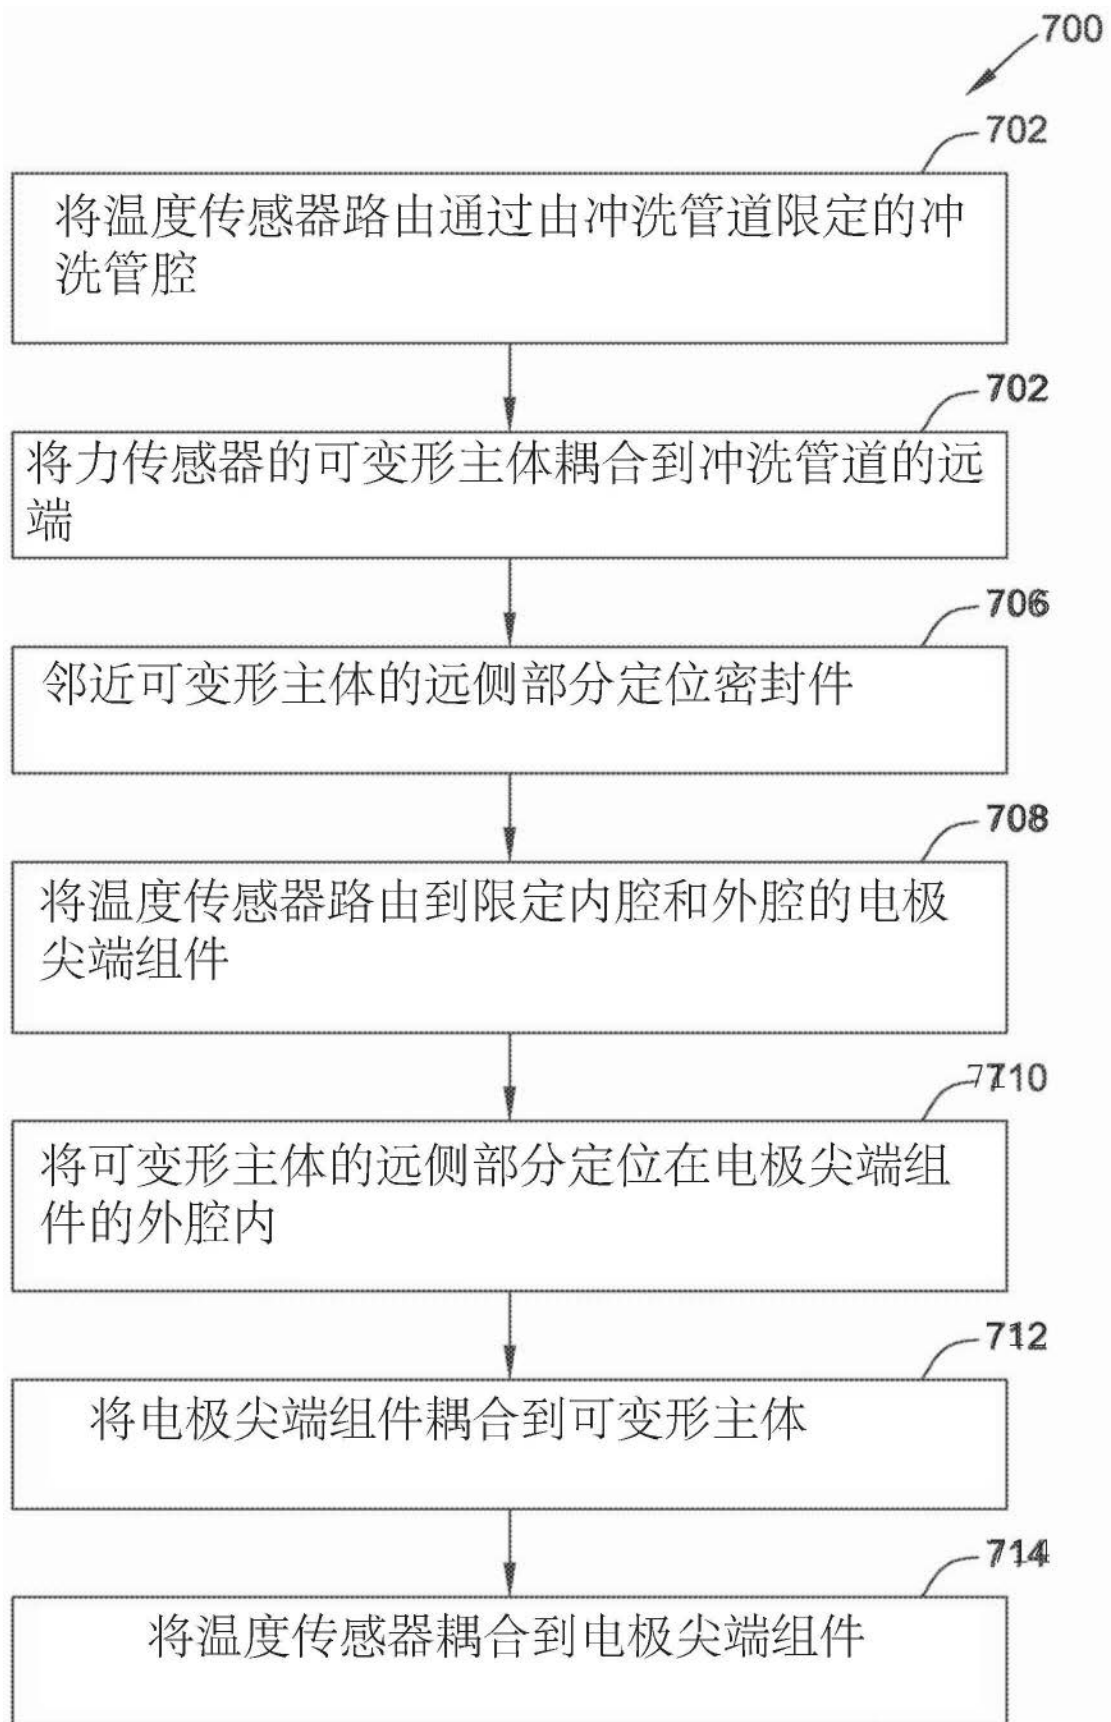 700
702
将温度传感器路由通过由冲洗管道限定的冲
洗管腔
702
将力传感器的可变形主体耦合到冲洗管道的远
端
706
邻近可变形主体的远侧部分定位密封件
708
将温度传感器路由到限定内腔和外腔的电极
尖端组件
710
将可变形主体的远侧部分定位在电极尖端组
件的外腔内
712
将电极尖端组件耦合到可变形主体
714
将温度传感器耦合到电极尖端组件